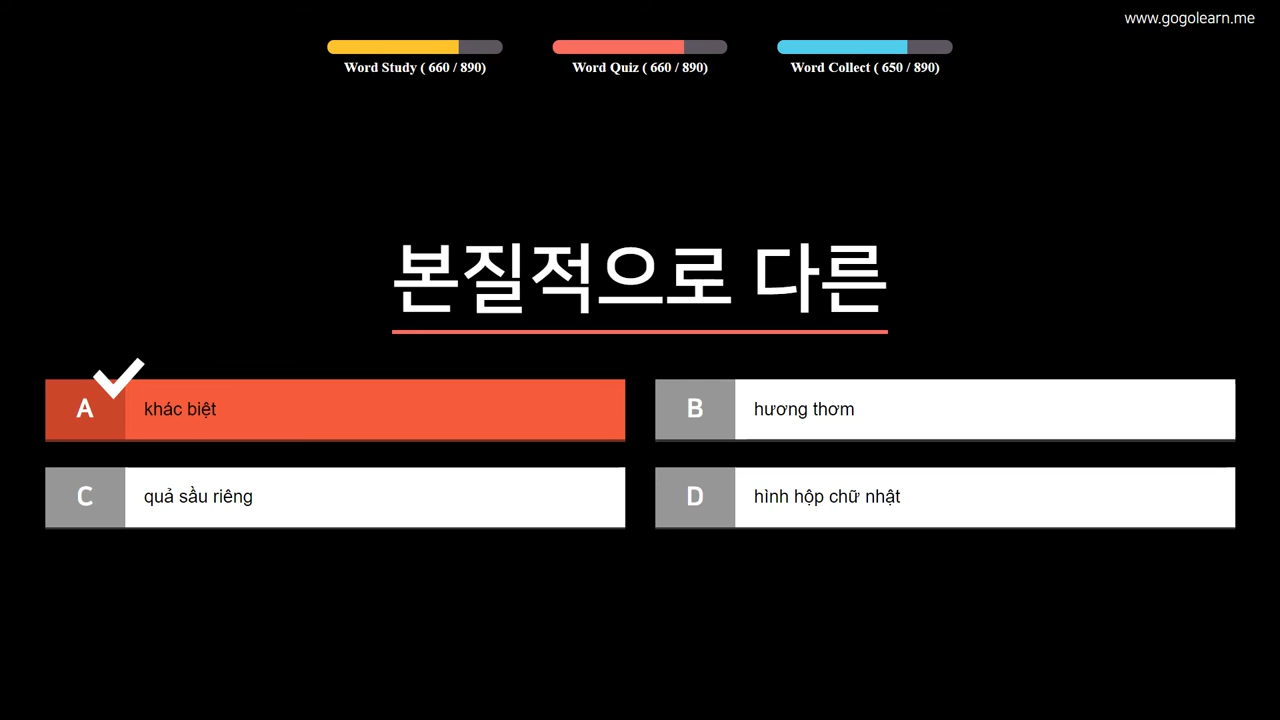 www.gogolearn.me
Word Study ( 660 / 890)
Word Quiz ( 660 / 890)
Word Collect ( 650 / 890)
본질적으로 다른
A khác biệt
B hương thơm
C quả sầu riêng
D hình hộp chữ nhật